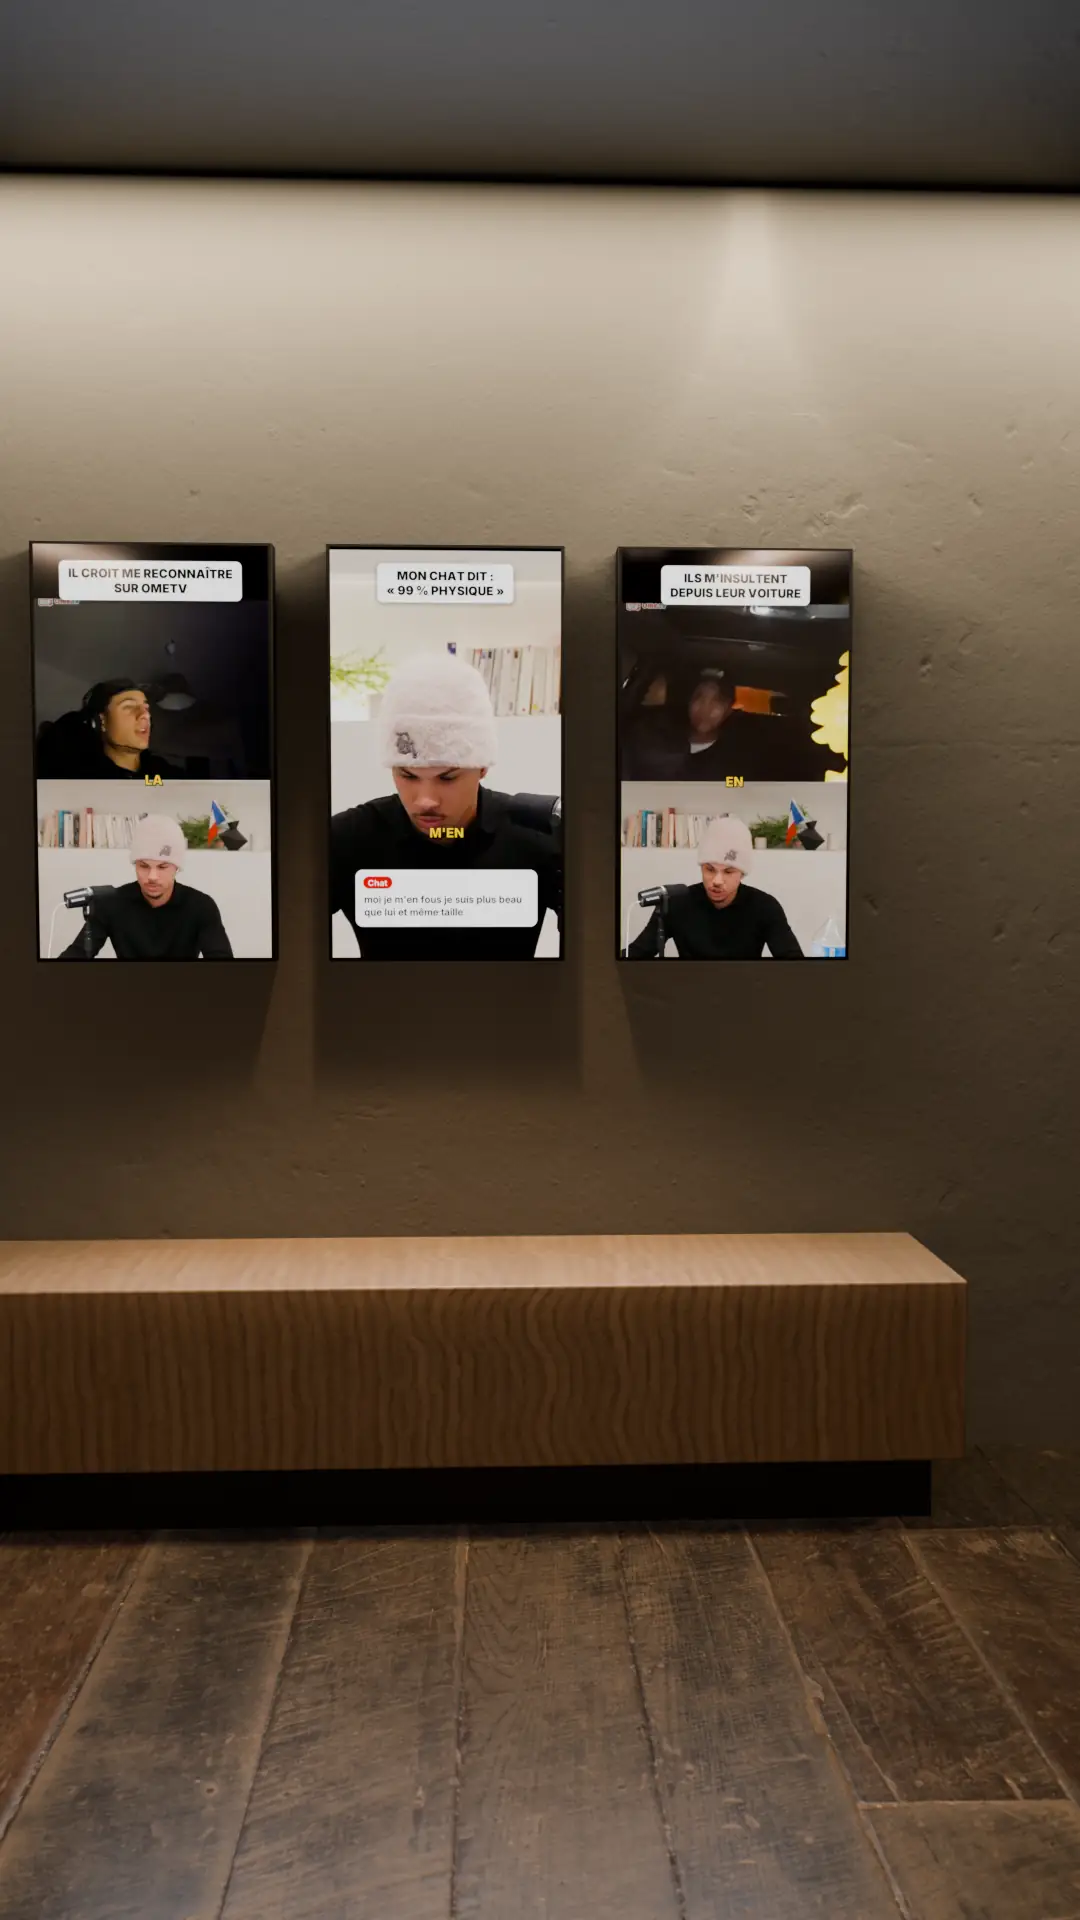 IL CROIT ME RECONNAÎTRE
SUR OMETV
LA
MON CHAT DIT :
« 99 % PHYSIQUE »
M'EN
Chat
moi je m'en fous je suis plus beau
que lui et même taille
ILS M'INSULTENT
DEPUIS LEUR VOITURE
EN